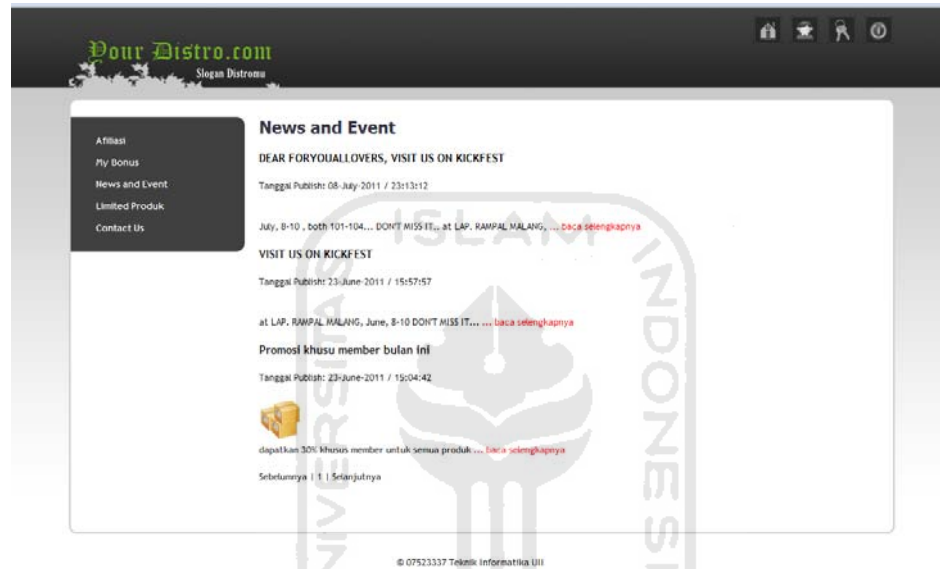 Your Distro.com
Slogan Distromu
Afiliasi
My Bonus
News and Event
Limited Produk
Contact Us
News and Event
DEAR FORYOUALLOVERS, VISIT US ON KICKFEST
Tanggal Publish: 08-July-2011 / 23:13:12
July, 8-10 , both 101-104... DON'T MISS IT... at LAP. RAMPAL MALANG, ... baca selengkapnya
VISIT US ON KICKFEST
Tanggal Publish: 23-June-2011 / 15:57:57
at LAP. RAMPAL MALANG, June, 8-10 DON'T MISS IT... ... baca selengkapnya
Promosi khusu member bulan ini
Tanggal Publish: 23-June-2011 / 15:04:42
dapatkan 30% khusus member untuk semua produk ... baca selengkapnya
Sebelumnya | 1 | Selanjutnya
© 07523337 Teknik Informatika UII
ISLAM
INDONESI
NIVERSITAS